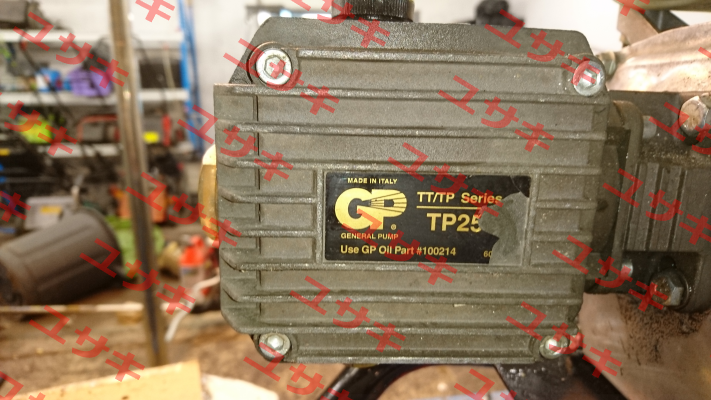 MADE IN ITALY
GP
GENERAL PUMP
TT/TP Series
TP25
Use GP Oil Part #100214
ユサキ